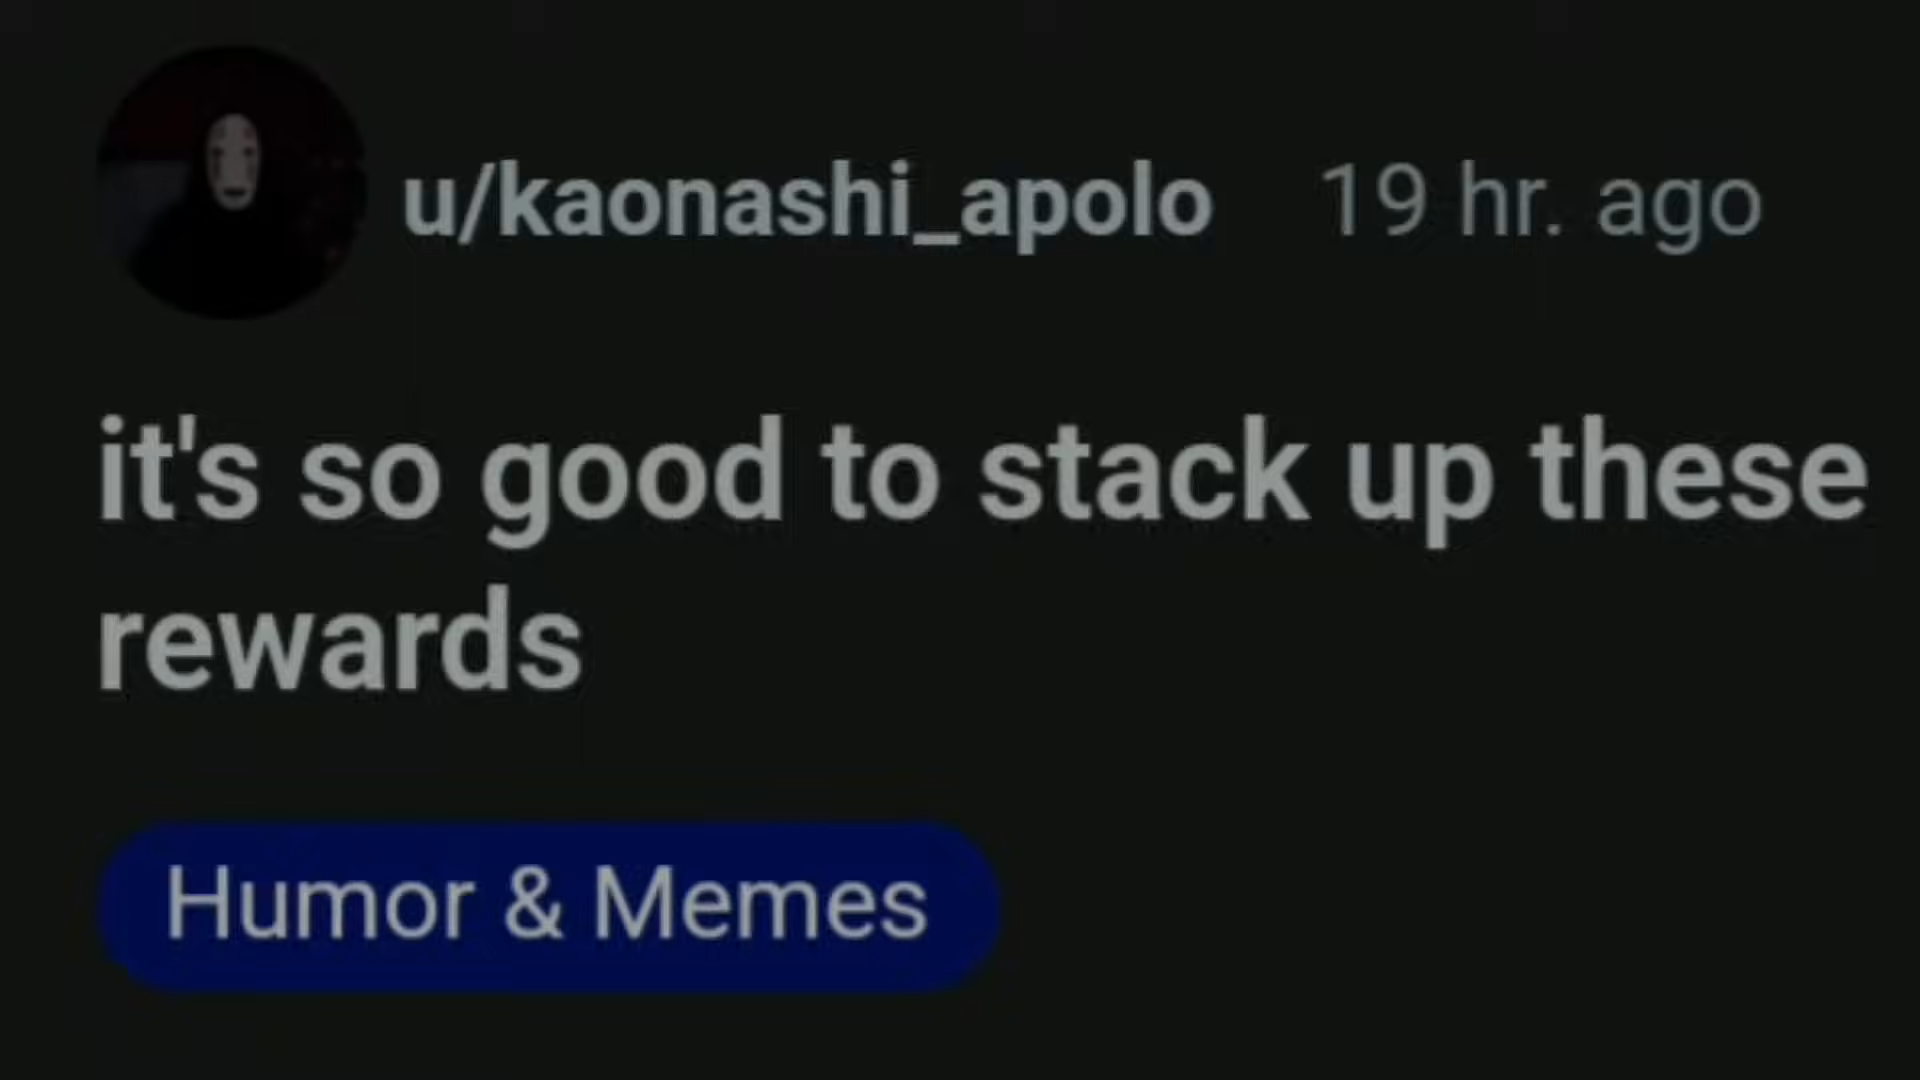 u/kaonashi_apolo 19 hr. ago
it's so good to stack up these
rewards
Humor & Memes